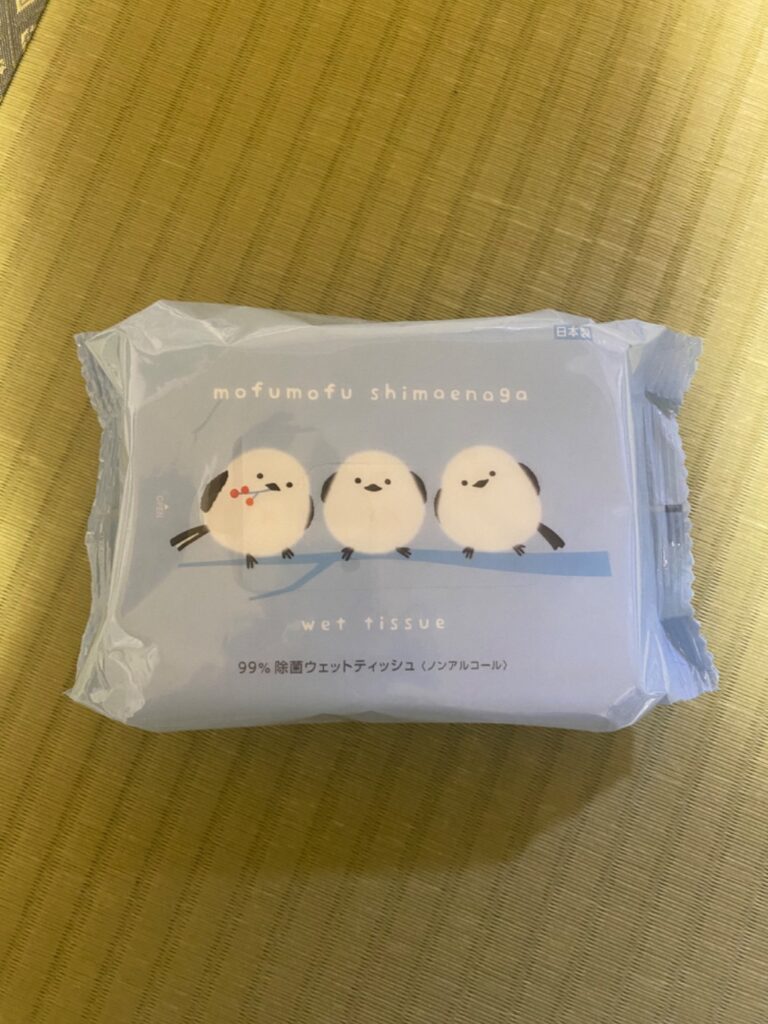 日本製
mofumofu shimaenaga
OPEN
wet tissue
99% 除菌ウェットティッシュ〈ノンアルコール〉